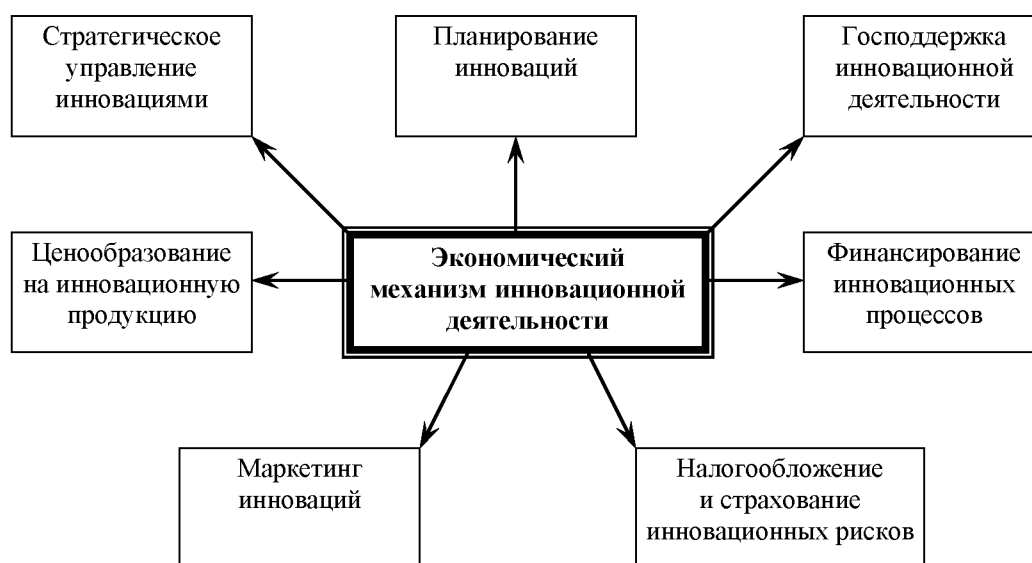 Стратегическое
управление
инновациями
Планирование
инноваций
Господдержка
инновационной
деятельности
Ценообразование
на инновационную
продукцию
Экономический
механизм инновационной
деятельности
Финансирование
инновационных
процессов
Маркетинг
инноваций
Налогообложение
и страхование
инновационных рисков